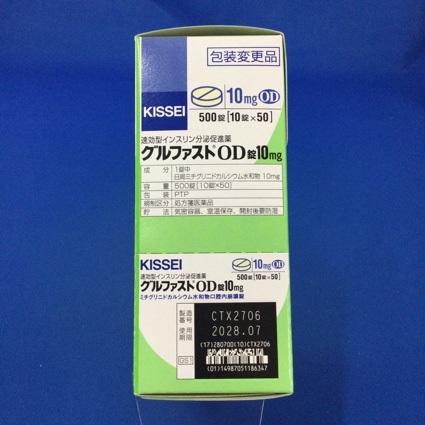 包装変更品
KISSEI
10mg OD
500錠[10錠×50]
速効型インスリン分泌促進薬
グルファスト®OD錠10mg
成分 1錠中
日局ミチグリニドカルシウム水和物 10mg
容量 500錠[10錠×50]
包装 PTP
規制区分 処方箋医薬品
貯法 気密容器、室温保存、開封後要防湿
KISSEI
10mg OD
速効型インスリン分泌促進薬 500錠[10錠×50]
グルファスト®OD錠10mg
ミチグリニドカルシウム水和物口腔内崩壊錠
製造番号 CTX2706
使用期限 2028.07
(17)280700(10)CTX2706
GS1
(01)14987051186347